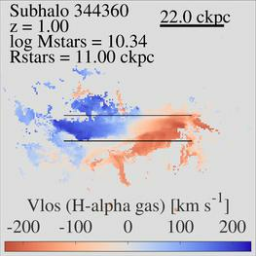 Subhalo 344360
z = 1.00
log Mstars = 10.34
Rstars = 11.00 ckpc
22.0 ckpc
Vlos (H-alpha gas) [km s⁻¹]
-200 -100 0 100 200